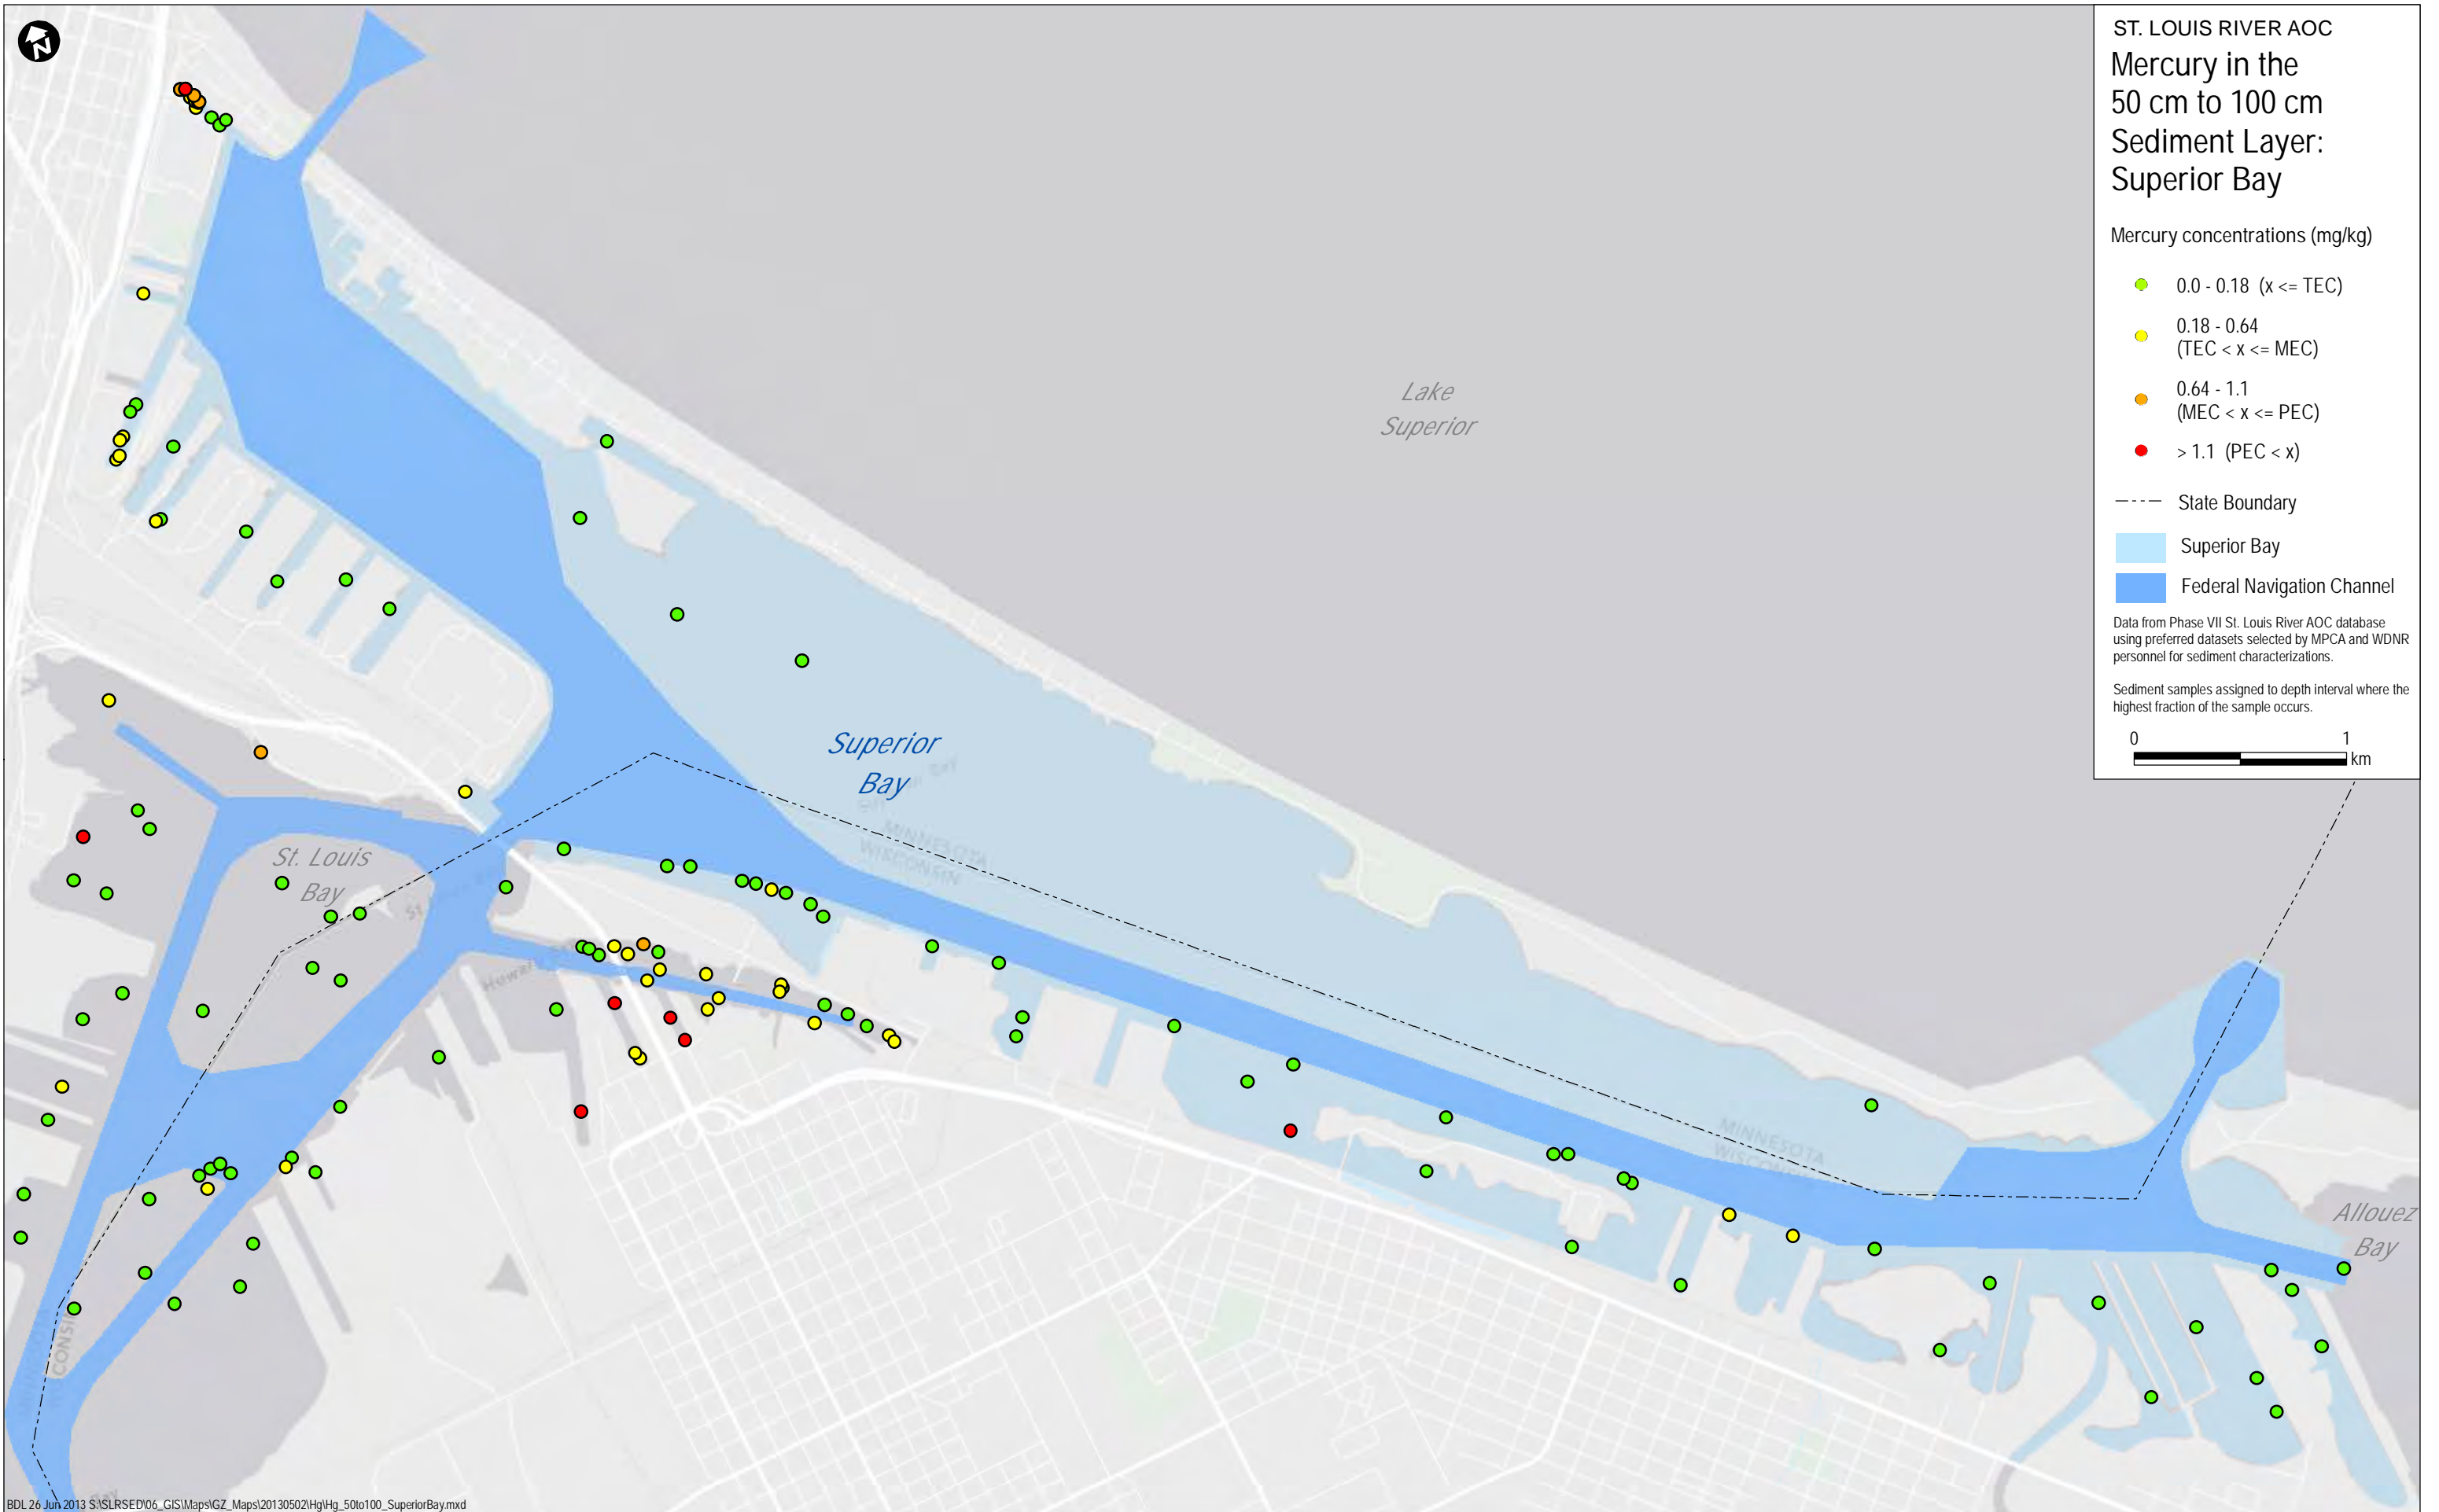 N
ST. LOUIS RIVER AOC
Mercury in the
50 cm to 100 cm
Sediment Layer:
Superior Bay
Mercury concentrations (mg/kg)
0.0 - 0.18 (x <= TEC)
0.18 - 0.64
(TEC < x <= MEC)
0.64 - 1.1
(MEC < x <= PEC)
> 1.1 (PEC < x)
State Boundary
Superior Bay
Federal Navigation Channel
Data from Phase VII St. Louis River AOC database
using preferred datasets selected by MPCA and WDNR
personnel for sediment characterizations.
Sediment samples assigned to depth interval where the
highest fraction of the sample occurs.
0 1
km
Lake
Superior
Superior
Bay
MINNESOTA
WISCONSIN
St. Louis
Bay
MINNESOTA
WISCONSIN
Allouez
Bay
MINNESOTA
Bay
BDL 26 Jun 2013 S:\SLRSED\06_GIS\Maps\GZ_Maps\20130502\Hg\Hg_50to100_SuperiorBay.mxd